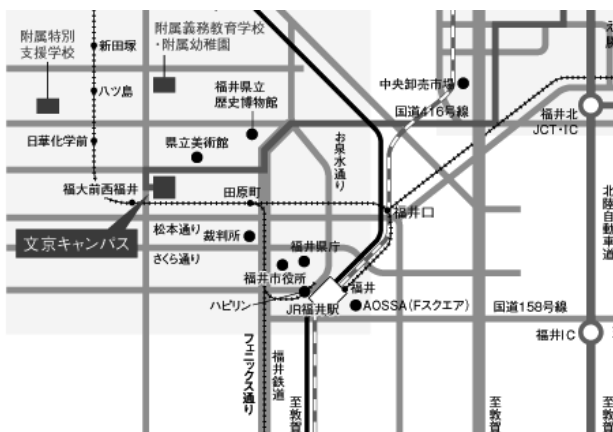 附属特別
支援学校
新田塚
附属義務教育学校
・附属幼稚園
八ツ島
福井県立
歴史博物館
中央卸売市場
国道416号線
福井北
JCT・IC
日華化学前
県立美術館
お泉水通り
福大前西福井
田原町
福井口
北陸自動車道
文京キャンパス
松本通り
裁判所
さくら通り
福井県庁
福井市役所
ハピリン
福井
JR福井駅
AOSSA(Fスクエア)
国道158号線
福井IC
フェニックス通り
福井鉄道
至敦賀
至敦賀
至敦賀